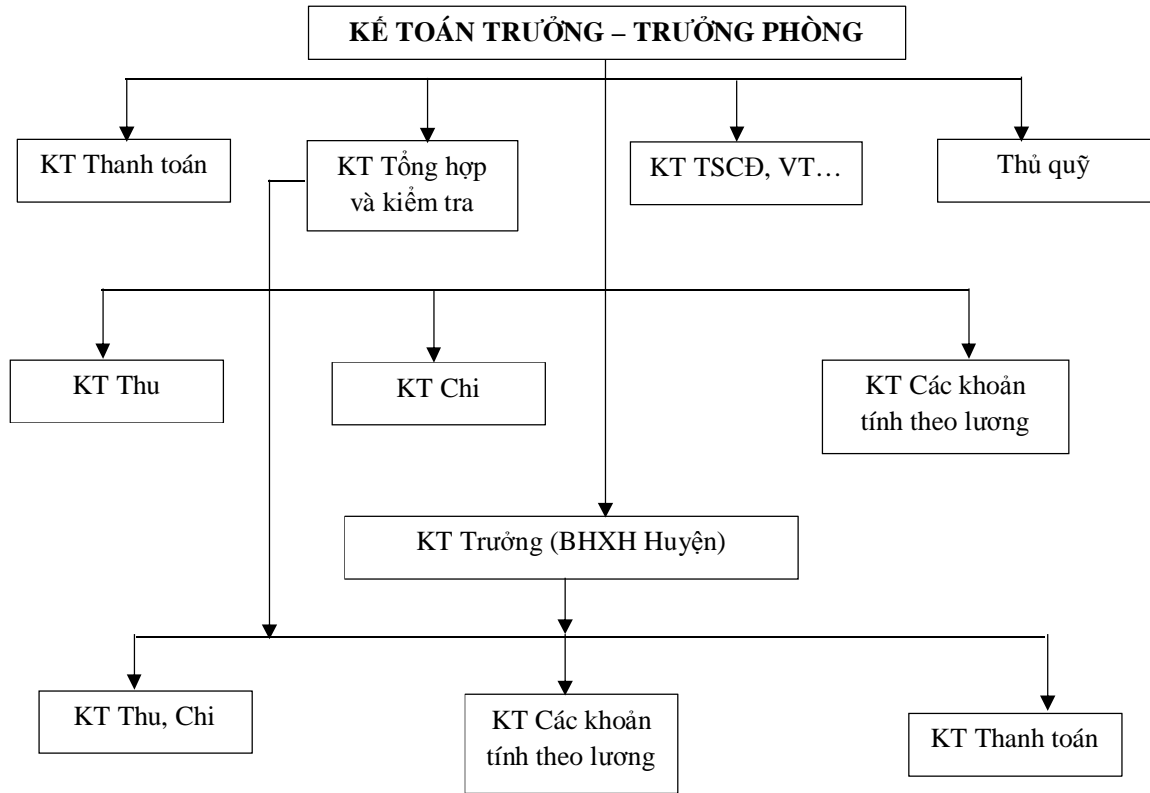 KẾ TOÁN TRƯỞNG – TRƯỞNG PHÒNG
KT Thanh toán
KT Tổng hợp
và kiểm tra
KT TSCĐ, VT…
Thủ quỹ
KT Thu
KT Chi
KT Các khoản
tính theo lương
KT Trưởng (BHXH Huyện)
KT Thu, Chi
KT Các khoản
tính theo lương
KT Thanh toán